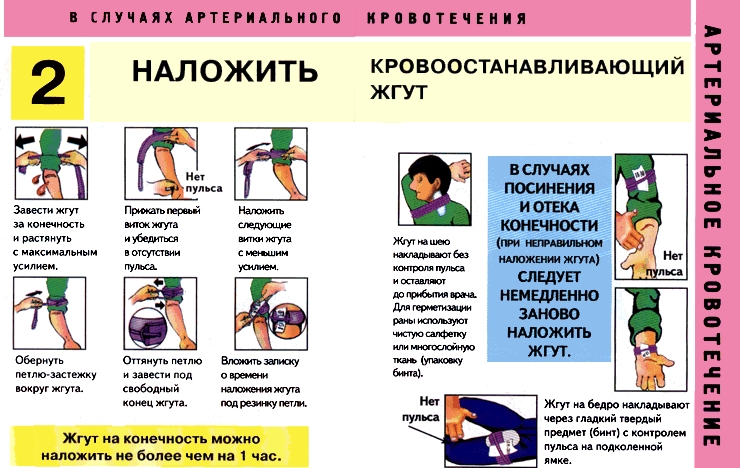 В СЛУЧАЯХ АРТЕРИАЛЬНОГО КРОВОТЕЧЕНИЯ
2
НАЛОЖИТЬ
КРОВООСТАНАВЛИВАЮЩИЙ
ЖГУТ
Завести жгут
за конечность
и растянуть
с максимальным
усилием.
Нет
пульса
Прижать первый
виток жгута
и убедиться
в отсутствии
пульса.
Наложить
следующие
витки жгута
с меньшим
усилием.
Обернуть
петлю-застежку
вокруг жгута.
Оттянуть петлю
и завести под
свободный
конец жгута.
Вложить записку
о времени
наложения жгута
под резинку петли.
Жгут на конечность можно
наложить не более чем на 1 час.
Жгут на шею
накладывают без
контроля пульса
и оставляют
до прибытия врача.
Для герметизации
раны используют
чистую салфетку
или многослойную
ткань (упаковку
бинта).
В СЛУЧАЯХ
ПОСИНЕНИЯ
И ОТЕКА
КОНЕЧНОСТИ
(ПРИ НЕПРАВИЛЬНОМ
НАЛОЖЕНИИ ЖГУТА)
СЛЕДУЕТ
НЕМЕДЛЕННО
ЗАНОВО
НАЛОЖИТЬ
ЖГУТ.
Нет
пульса
Нет
пульса
Жгут на бедро накладывают
через гладкий твердый
предмет (бинт) с контролем
пульса на подколенной
ямке.
АРТЕРИАЛЬНОЕ КРОВОТЕЧЕНИЕ